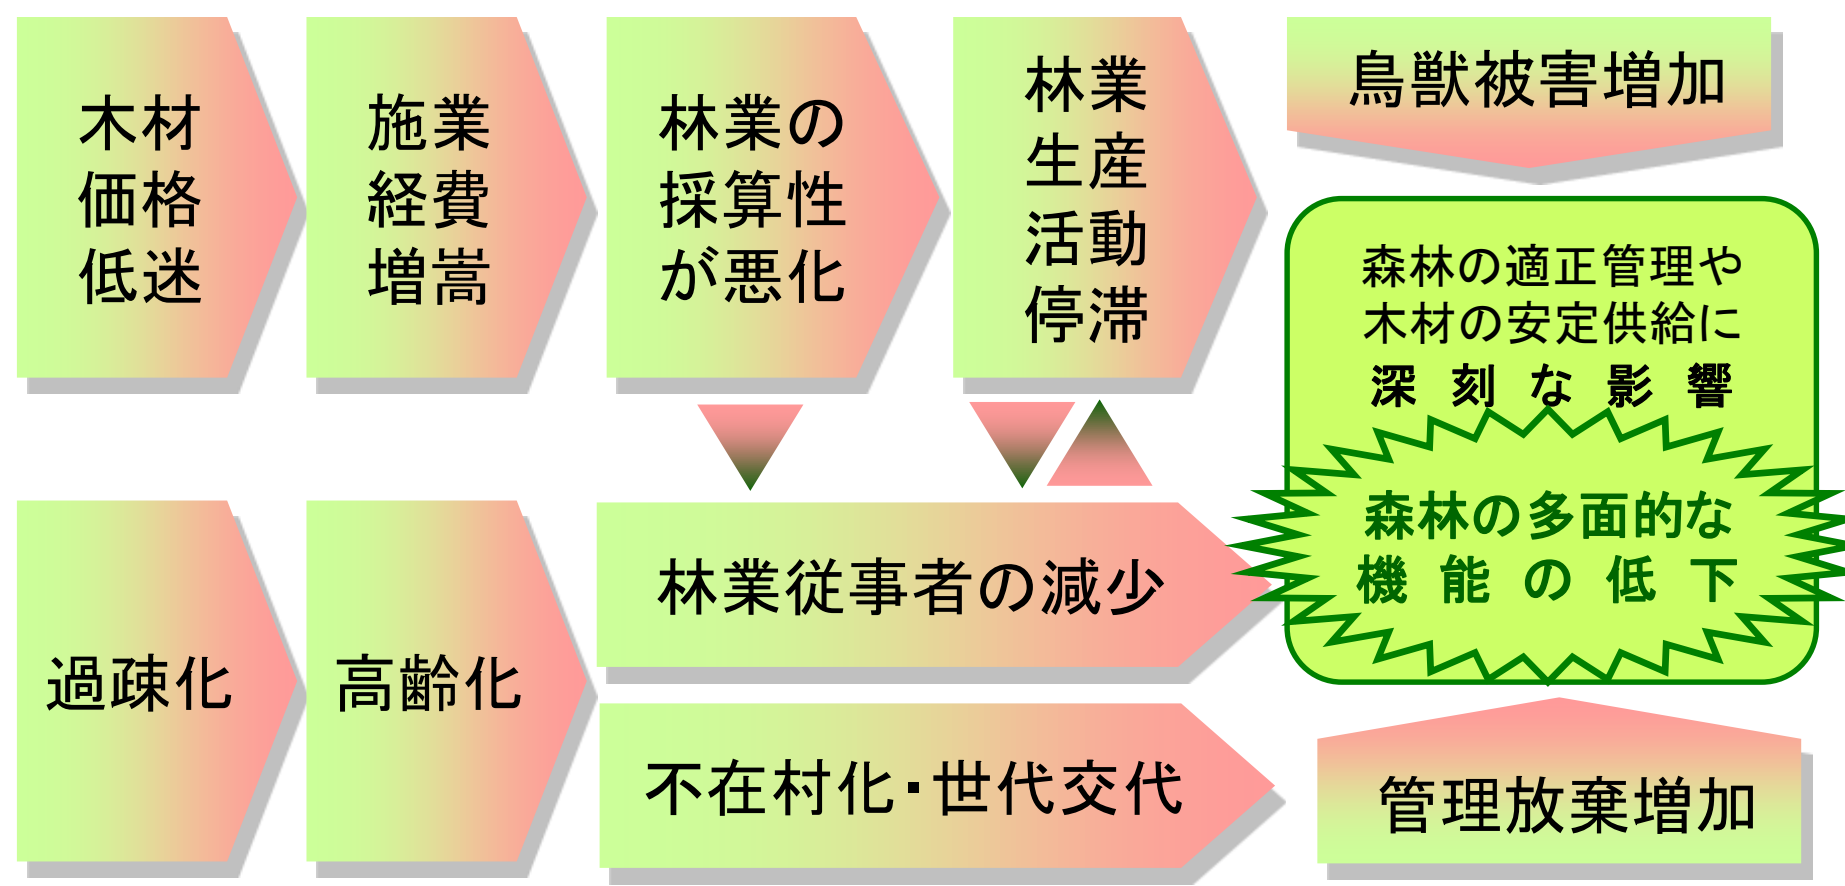 木材
価格
低迷
施業
経費
増嵩
林業の
採算性
が悪化
林業
生産
活動
停滞
鳥獣被害増加
森林の適正管理や
木材の安定供給に
深刻な影響
森林の多面的な
機能の低下
過疎化
高齢化
林業従事者の減少
不在村化・世代交代
管理放棄増加